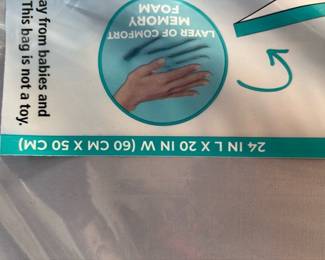 LAYER OF COMFORT
MEMORY
FOAM
24 IN L X 20 IN W (60 CM X 50 CM)
ay from babies and
This bag is not a toy.